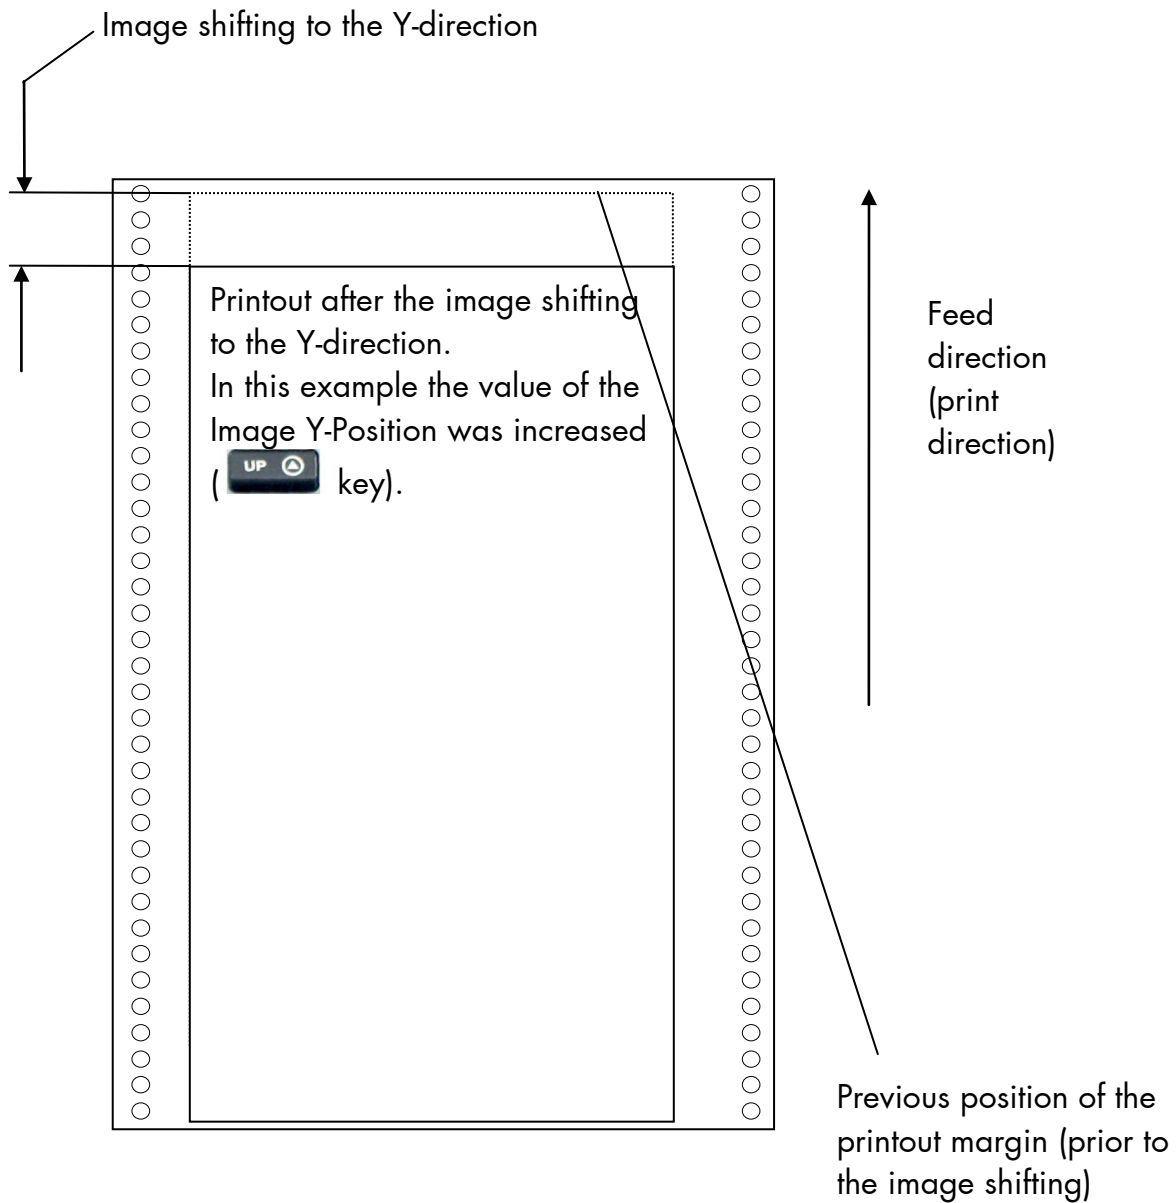 Image shifting to the Y-direction
Printout after the image shifting
to the Y-direction.
In this example the value of the
Image Y-Position was increased
( UP key).
Feed
direction
(print
direction)
Previous position of the
printout margin (prior to
the image shifting)